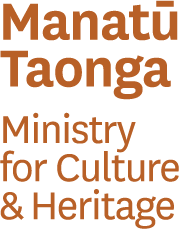 Manatū
Taonga
Ministry
for Culture
& Heritage